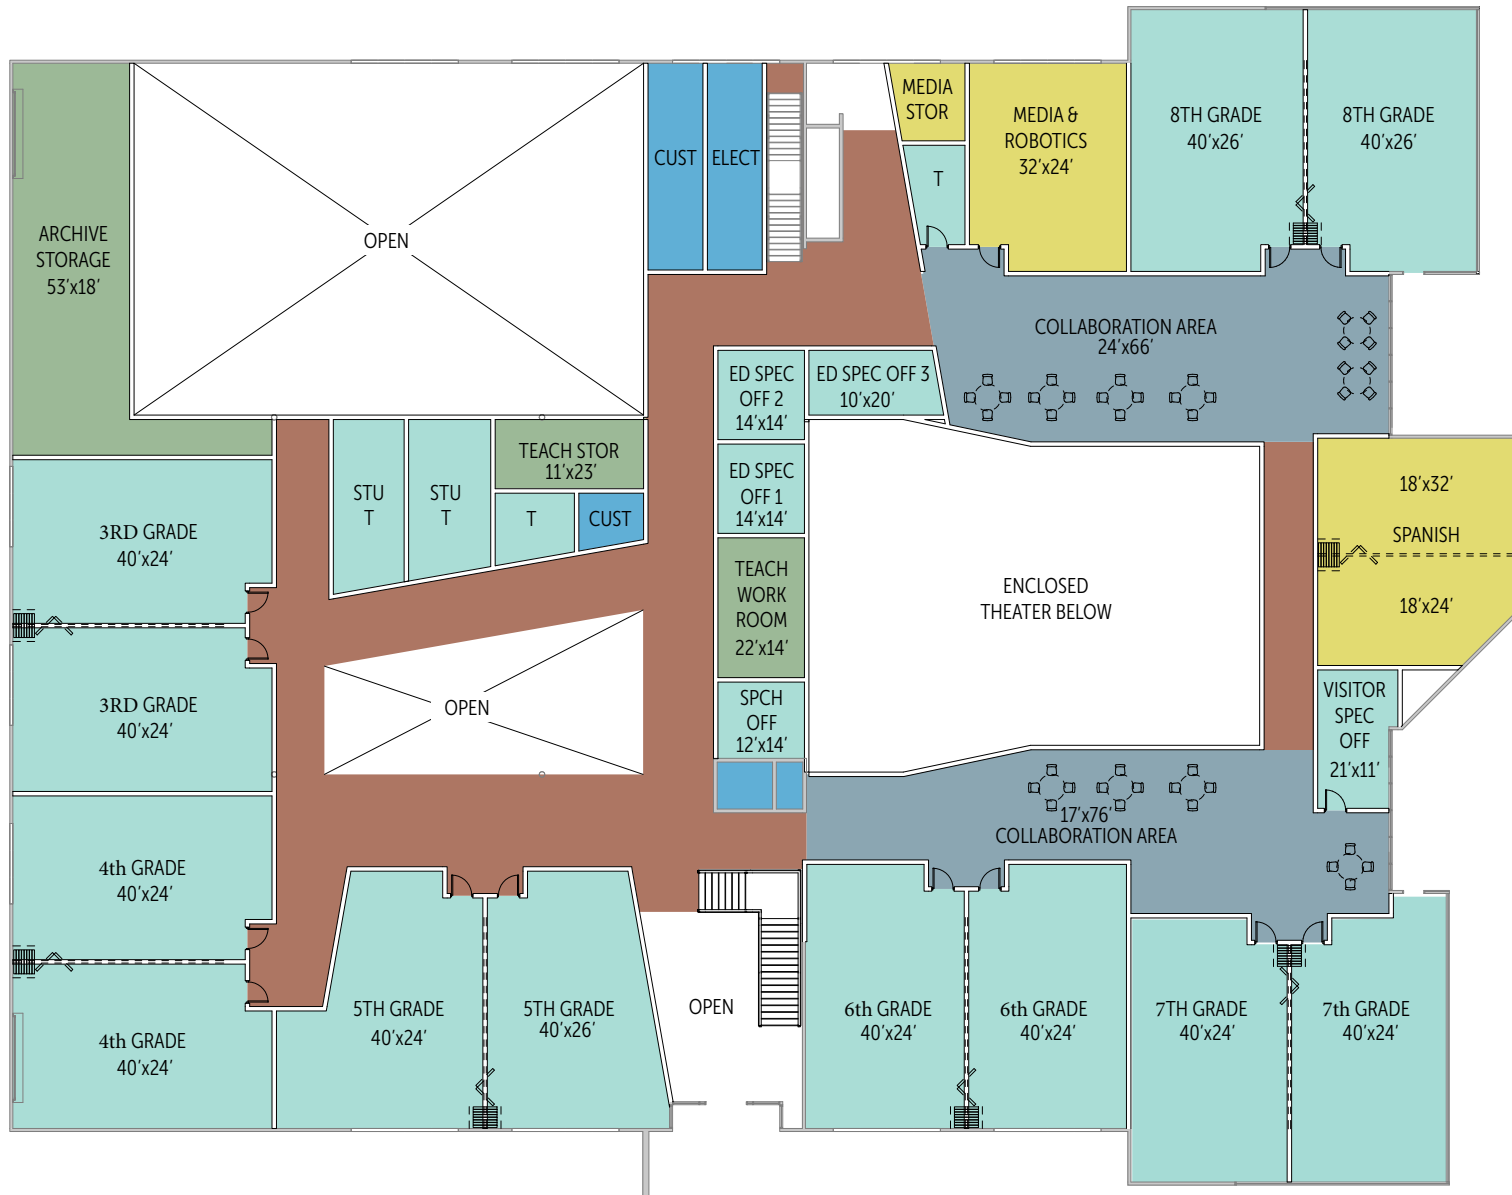 MEDIA
STOR
MEDIA &
ROBOTICS
32'x24'
8TH GRADE
40'x26'
8TH GRADE
40'x26'
CUST
ELECT
T
OPEN
ARCHIVE
STORAGE
53'x18'
COLLABORATION AREA
24'x66'
ED SPEC
OFF 2
14'x14'
ED SPEC OFF 3
10'x20'
TEACH STOR
11'x23'
STU
T
STU
T
T
CUST
ED SPEC
OFF 1
14'x14'
18'x32'
SPANISH
18'x24'
3RD GRADE
40'x24'
TEACH
WORK
ROOM
22'x14'
ENCLOSED
THEATER BELOW
3RD GRADE
40'x24'
OPEN
SPCH
OFF
12'x14'
VISITOR
SPEC
OFF
21'x11'
17'x76'
COLLABORATION AREA
4th GRADE
40'x24'
4th GRADE
40'x24'
5TH GRADE
40'x24'
5TH GRADE
40'x26'
OPEN
6th GRADE
40'x24'
6th GRADE
40'x24'
7TH GRADE
40'x24'
7th GRADE
40'x24'